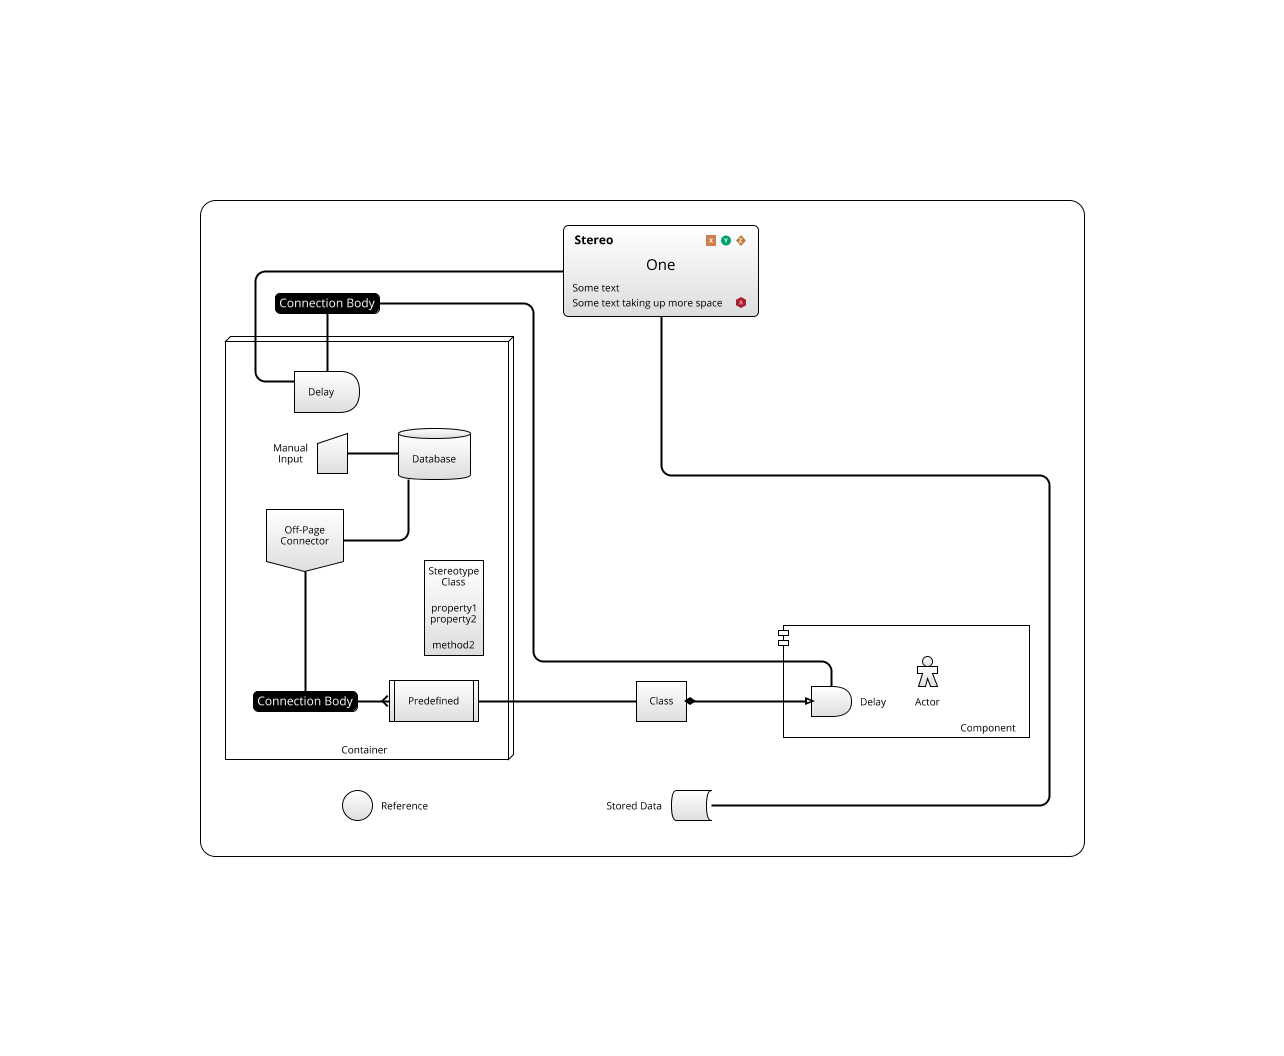 Stereo
X
Y
Z
One
Some text
Some text taking up more space
A
Connection Body
Delay
Manual
Input
Database
Off-Page
Connector
Stereotype
Class
property1
property2
method2
Connection Body
Predefined
Class
Delay
Actor
Component
Container
Reference
Stored Data